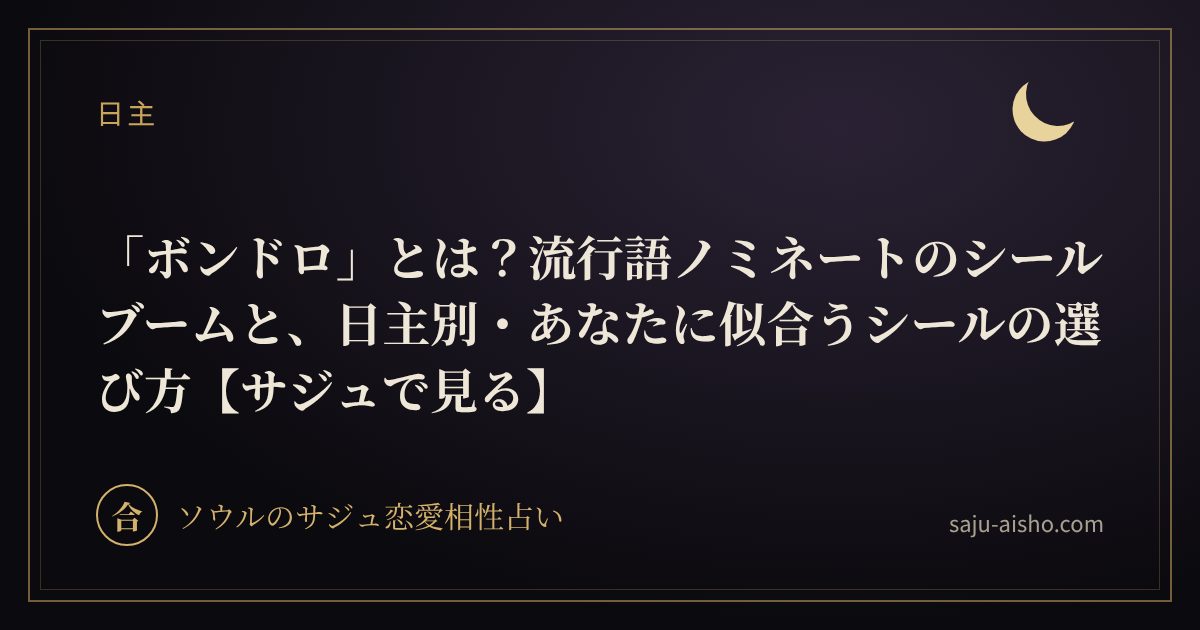 日主
「ボンドロ」とは？流行語ノミネートのシール
ブームと、日主別・あなたに似合うシールの選
び方【サジュで見る】
合 ソウルのサジュ恋愛相性占い
saju-aisho.com